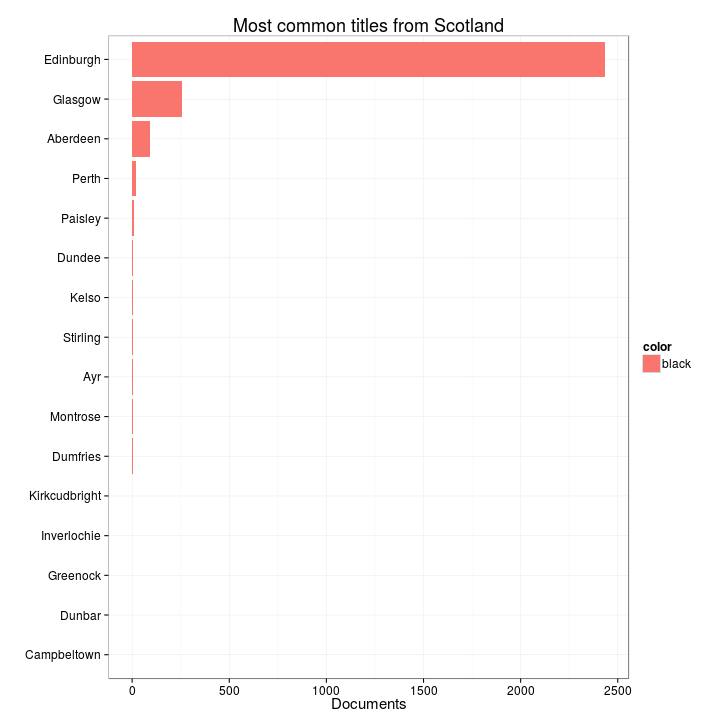 Most common titles from Scotland
Edinburgh
Glasgow
Aberdeen
Perth
Paisley
Dundee
Kelso
Stirling
Ayr
Montrose
Dumfries
Kirkcudbright
Inverlochie
Greenock
Dunbar
Campbeltown
color
black
0 500 1000 1500 2000 2500
Documents